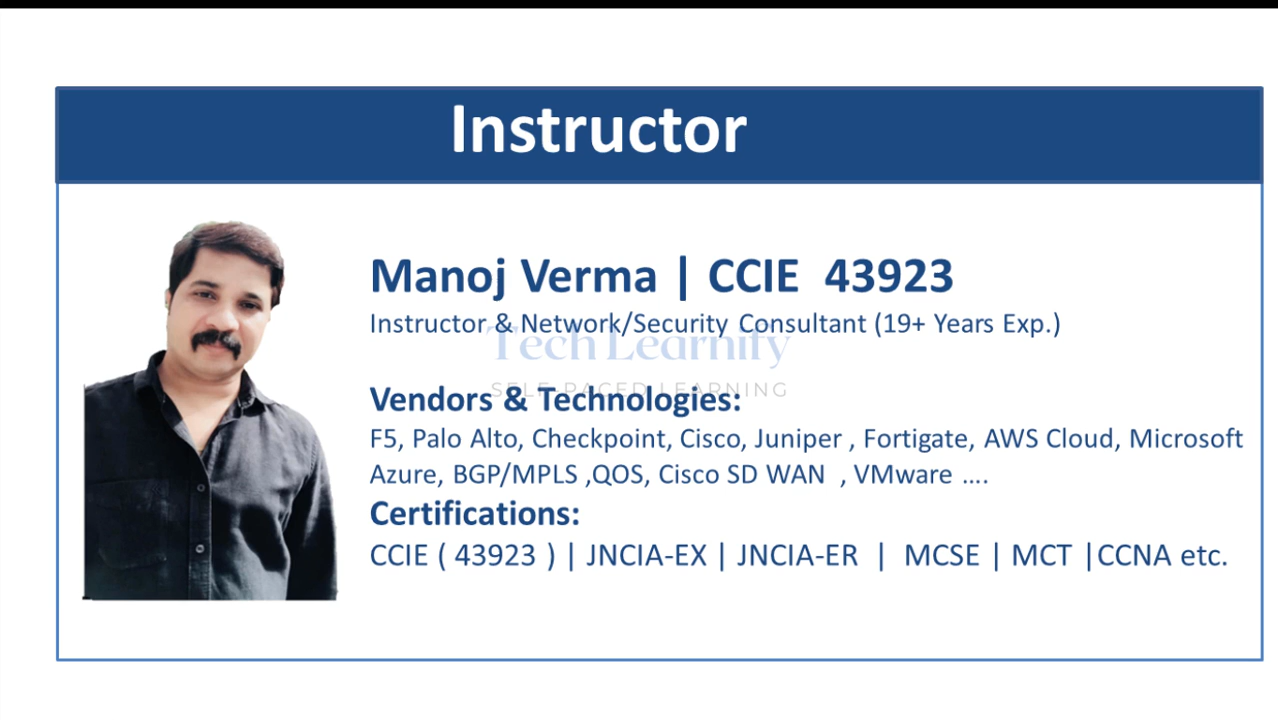 Instructor
Manoj Verma | CCIE  43923
Instructor & Network/Security Consultant (19+ Years Exp.)
Tech Learnify
SELF-PACED LEARNING
Vendors & Technologies:
F5, Palo Alto, Checkpoint, Cisco, Juniper , Fortigate, AWS Cloud, Microsoft
Azure, BGP/MPLS ,QOS, Cisco SD WAN  , VMware ....
Certifications:
CCIE ( 43923 ) | JNCIA-EX | JNCIA-ER  |  MCSE | MCT |CCNA etc.